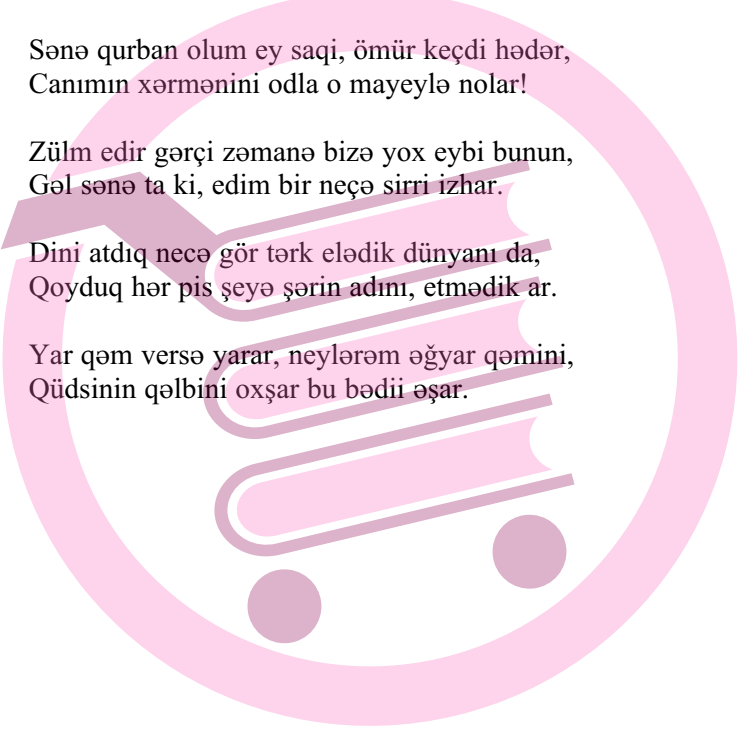 Sənə qurban olum ey saqi, ömür keçdi hədər,
Canımın xərmənini odla o mayeylə nolar!
Zülm edir gərçi zəmanə bizə yox eybi bunun,
Gəl sənə ta ki, edim bir neçə sirri izhar.
Dini atdıq necə gör tərk elədik dünyanı da,
Qoyduq hər pis şeyə şərin adını, etmədik ar.
Yar qəm versə yarar, neylərəm əğyar qəmini,
Qüdsinin qəlbini oxşar bu bədii əşar.